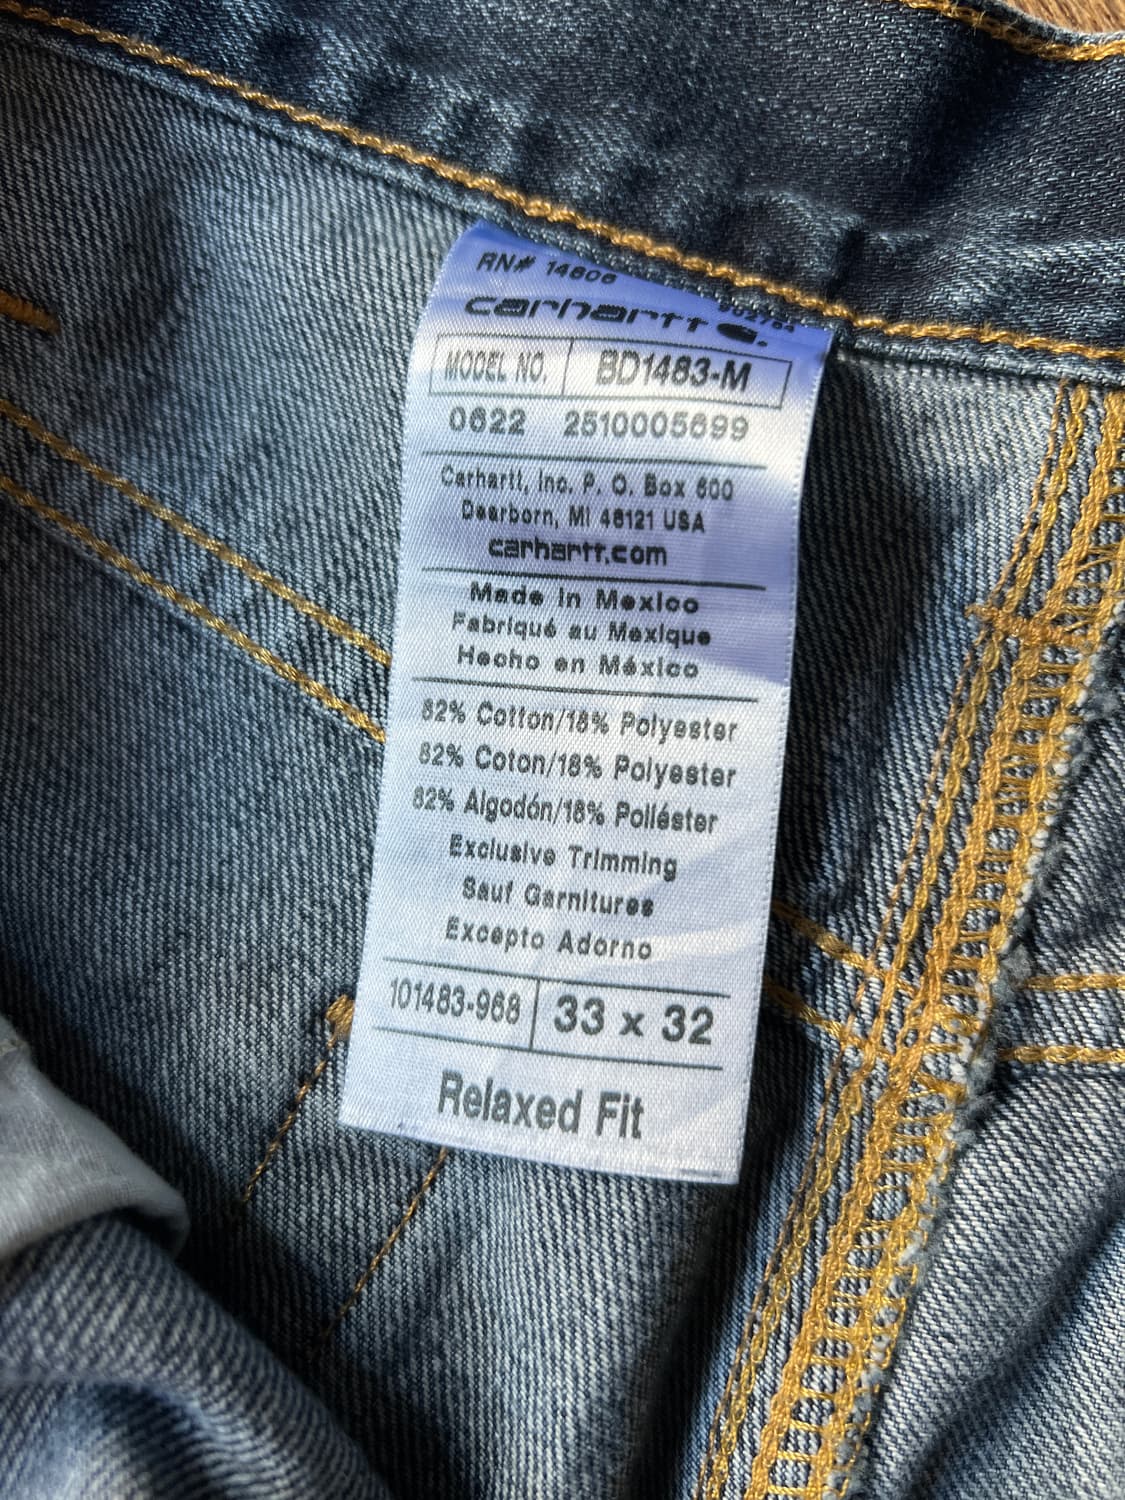 RN# 14806
carhartt
MODEL NO. BD1483-M
0622 2510005699
Carhartt, Inc. P. O. Box 600
Dearborn, MI 48121 USA
carhartt.com
Made in Mexico
Fabriqué au Mexique
Hecho en México
82% Cotton/18% Polyester
82% Coton/18% Polyester
82% Algodón/18% Poliéster
Exclusive Trimming
Sauf Garnitures
Excepto Adorno
101483-968 33 x 32
Relaxed Fit